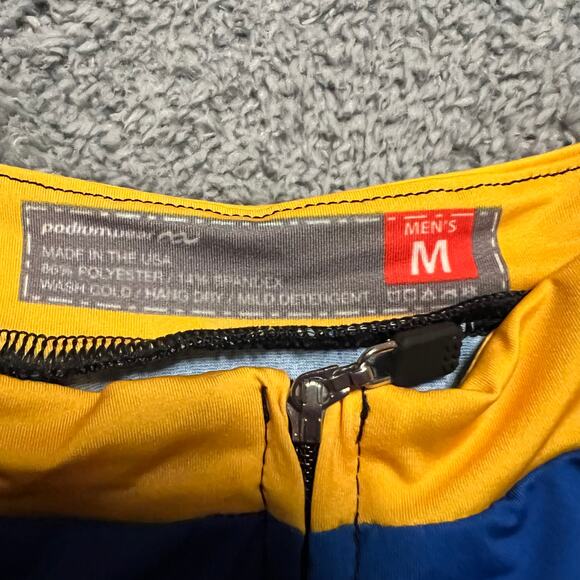 podiumwear
MADE IN THE USA
86% POLYESTER / 14% SPANDEX
WASH COLD / HANG DRY / MILD DETERGENT
MEN'S
M